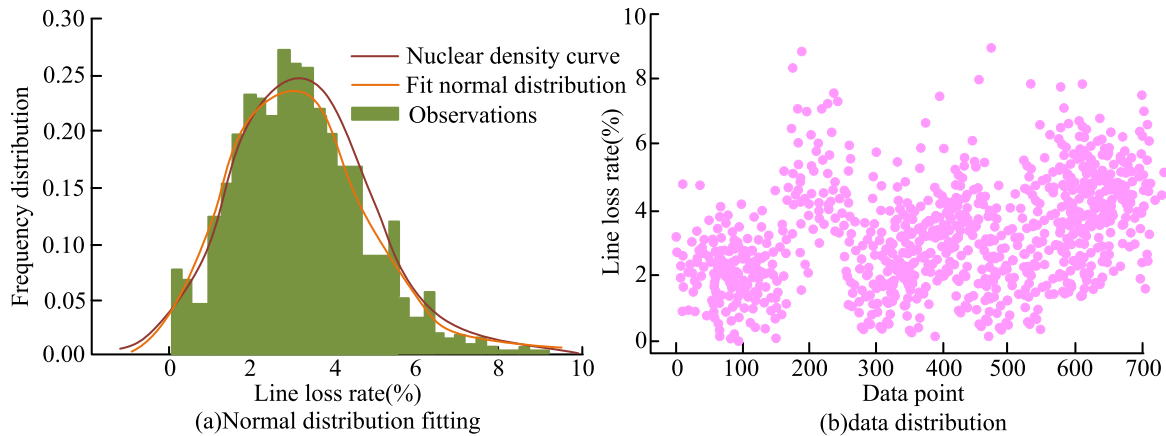 0.30
0.25
0.20
0.15
0.10
0.05
0.00
Frequency distribution
Nuclear density curve
Fit normal distribution
Observations
0 2 4 6 8 10
Line loss rate(%)
(a)Normal distribution fitting
10
8
6
4
2
0
Line loss rate(%)
0 100 200 300 400 500 600 700
Data point
(b)data distribution